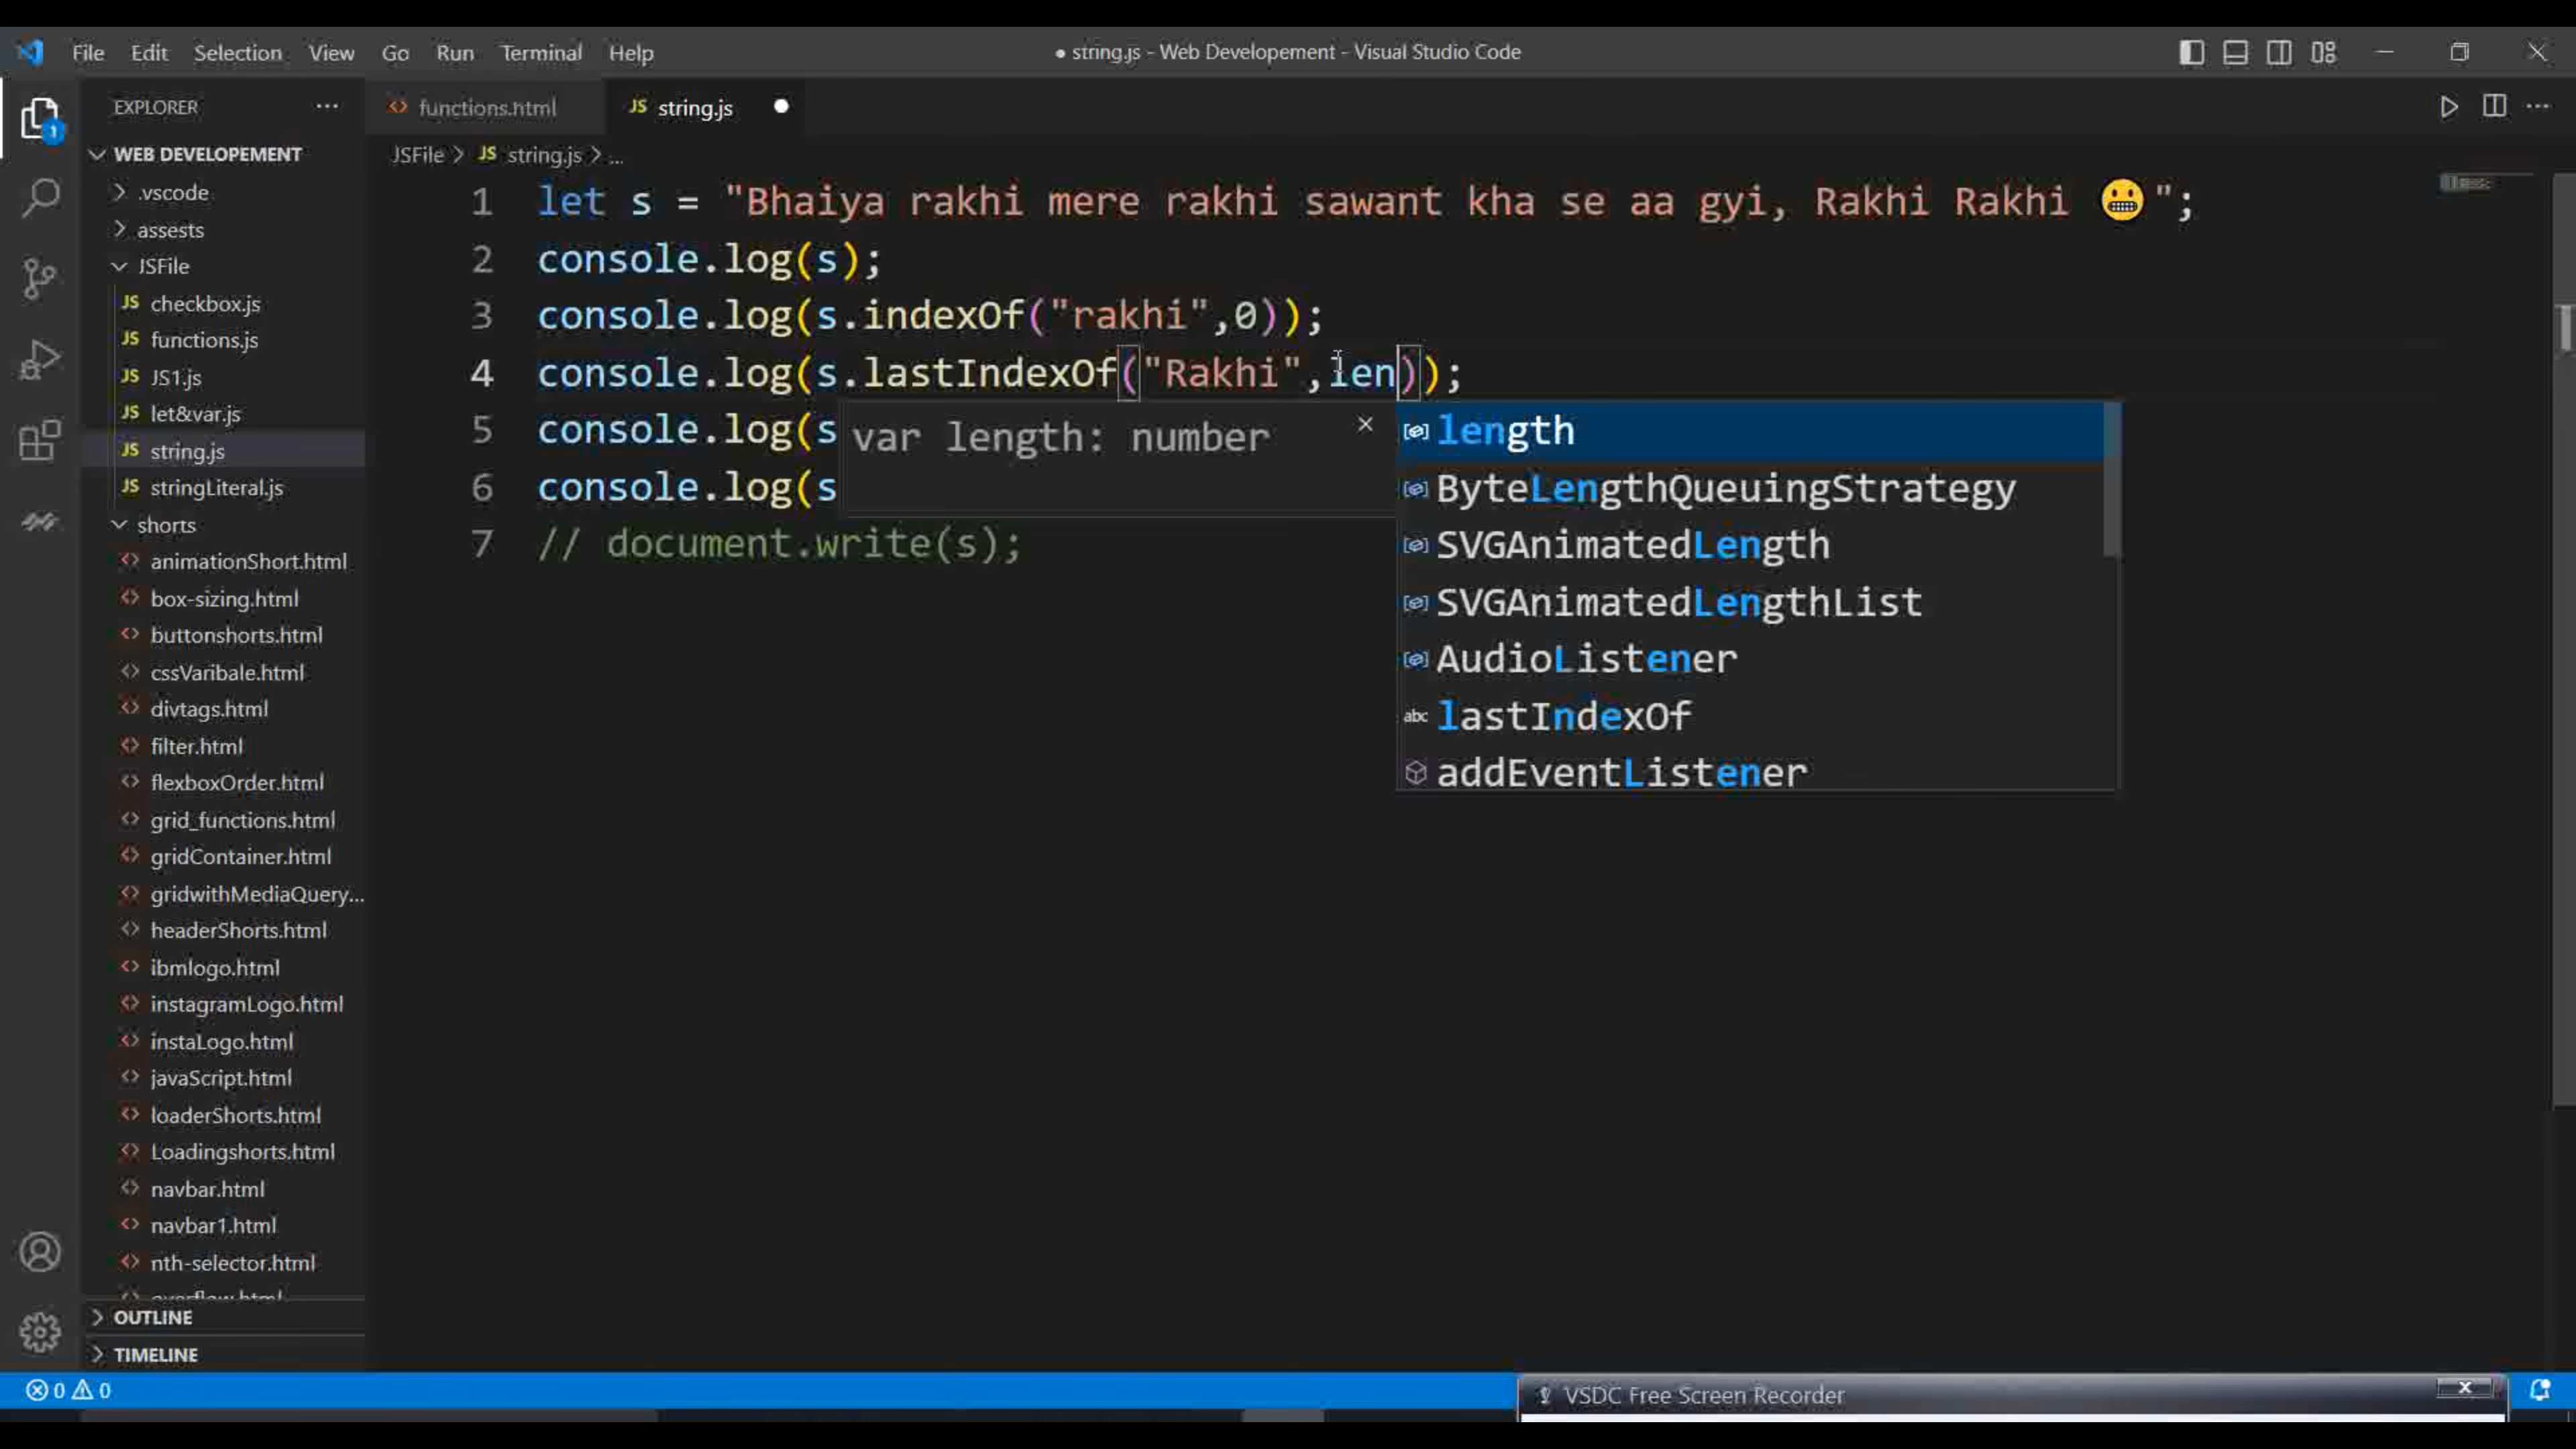 File Edit Selection View Go Run Terminal Help
● string.js - Web Developement - Visual Studio Code
EXPLORER ...
functions.html
JS string.js ●
WEB DEVELOPEMENT
.vscode
assests
JSFile
JS checkbox.js
JS functions.js
JS JS1.js
JS let&var.js
JS string.js
JS stringLiteral.js
shorts
animationShort.html
box-sizing.html
buttonshorts.html
cssVaribale.html
divtags.html
filter.html
flexboxOrder.html
grid_functions.html
gridContainer.html
gridwithMediaQuery...
headerShorts.html
ibmlogo.html
instagramLogo.html
instaLogo.html
javaScript.html
loaderShorts.html
Loadingshorts.html
navbar.html
navbar1.html
nth-selector.html
overflow.html
OUTLINE
TIMELINE
JSFile > JS string.js > ...
1 let s = "Bhaiya rakhi mere rakhi sawant kha se aa gyi, Rakhi Rakhi 😬";
2 console.log(s);
3 console.log(s.indexOf("rakhi",0));
4 console.log(s.lastIndexOf("Rakhi",len));
5 console.log(s
6 console.log(s
7 // document.write(s);
var length: number
length
ByteLengthQueuingStrategy
SVGAnimatedLength
SVGAnimatedLengthList
AudioListener
abc lastIndexOf
addEventListener
0 0
VSDC Free Screen Recorder